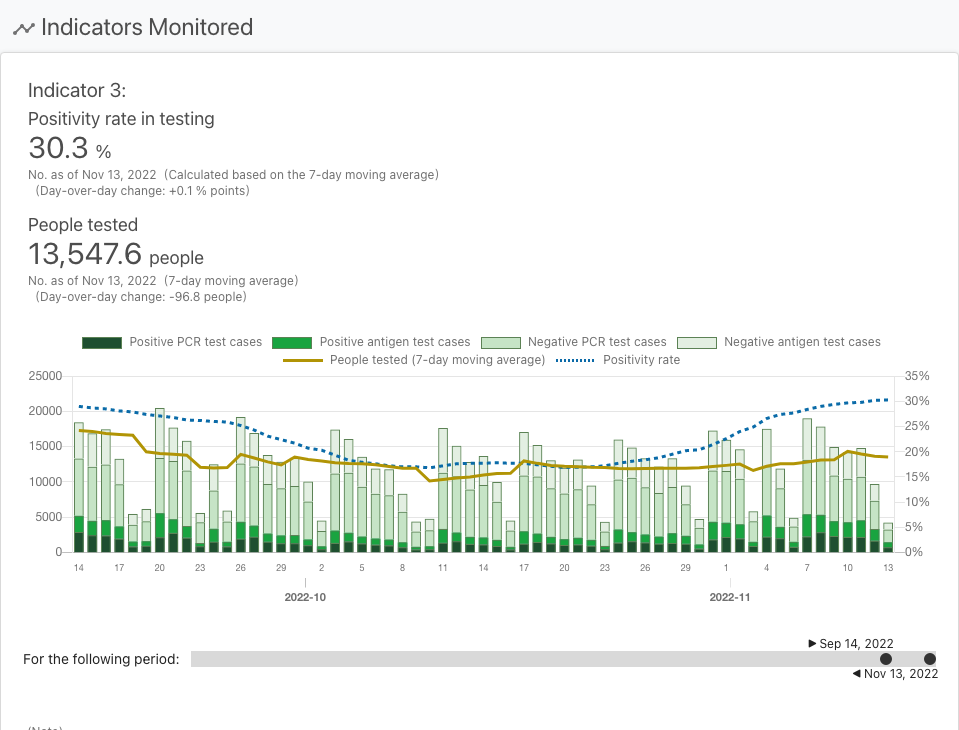 Indicators Monitored
Indicator 3:
Positivity rate in testing
30.3 %
No. as of Nov 13, 2022 (Calculated based on the 7-day moving average)
(Day-over-day change: +0.1 % points)
People tested
13,547.6 people
No. as of Nov 13, 2022 (7-day moving average)
(Day-over-day change: -96.8 people)
Positive PCR test cases Positive antigen test cases Negative PCR test cases Negative antigen test cases
People tested (7-day moving average) Positivity rate
25000 35%
20000 30%
25%
15000 20%
10000 15%
10%
5000 5%
0 0%
14 17 20 23 26 29 2 5 8 11 14 17 20 23 26 29 1 4 7 10 13
2022-10 2022-11
▶ Sep 14, 2022
For the following period:
◀ Nov 13, 2022
(Note)